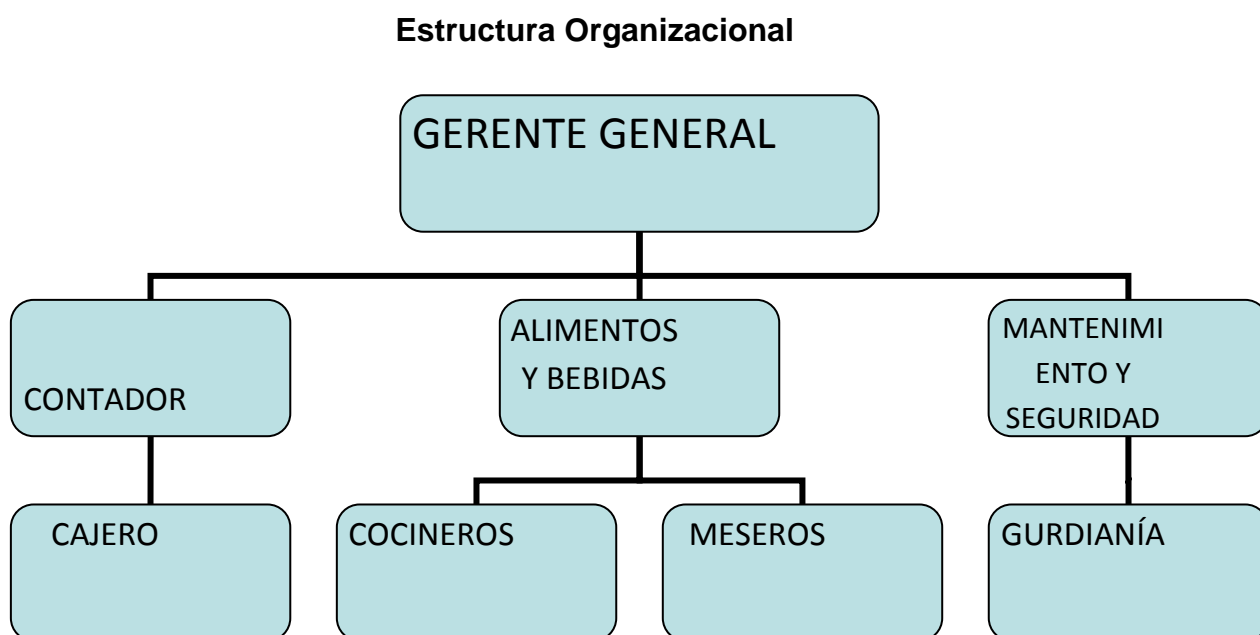 Estructura Organizacional
GERENTE GENERAL
CONTADOR
ALIMENTOS
Y BEBIDAS
MANTENIMI
ENTO Y
SEGURIDAD
CAJERO
COCINEROS
MESEROS
GURDIANÍA